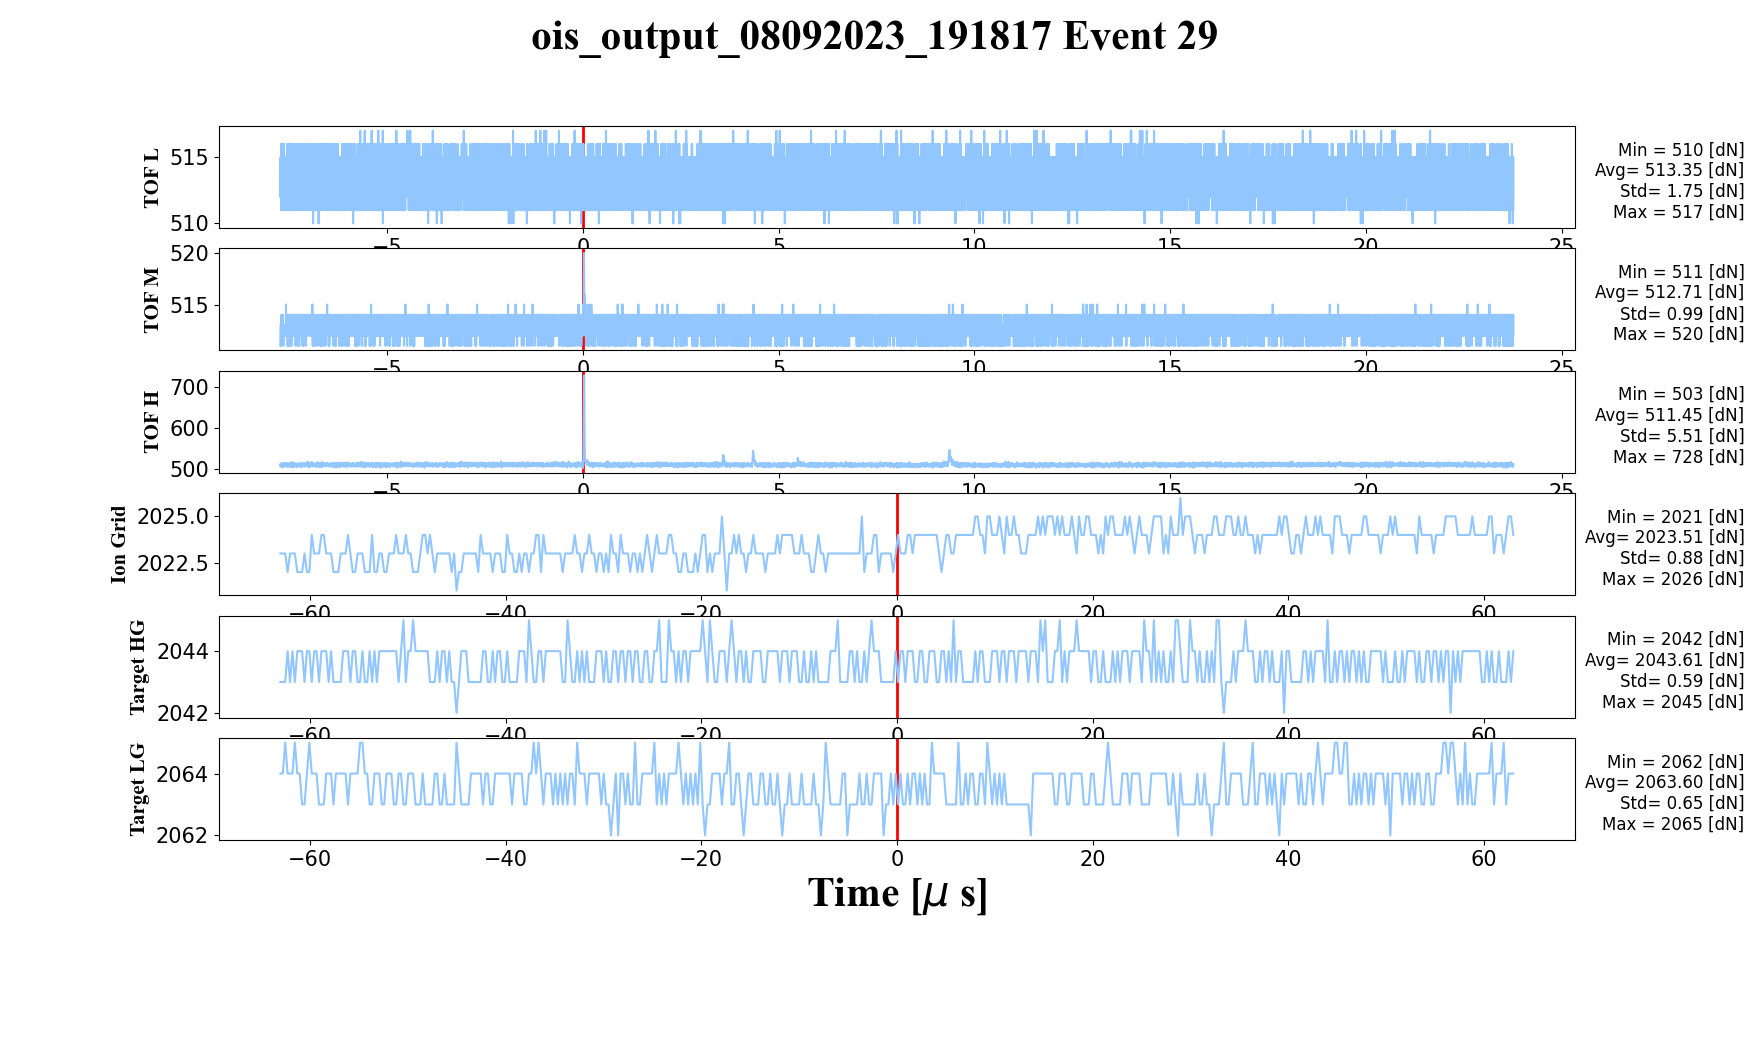 ois_output_08092023_191817 Event 29
TOF L
515
510
−5 0 5 10 15 20 25
Min = 510 [dN]
Avg= 513.35 [dN]
Std= 1.75 [dN]
Max = 517 [dN]
TOF M
520
515
−5 0 5 10 15 20 25
Min = 511 [dN]
Avg= 512.71 [dN]
Std= 0.99 [dN]
Max = 520 [dN]
TOF H
700
600
500
−5 0 5 10 15 20 25
Min = 503 [dN]
Avg= 511.45 [dN]
Std= 5.51 [dN]
Max = 728 [dN]
Ion Grid
2025.0
2022.5
−60 −40 −20 0 20 40 60
Min = 2021 [dN]
Avg= 2023.51 [dN]
Std= 0.88 [dN]
Max = 2026 [dN]
Target HG
2044
2042
−60 −40 −20 0 20 40 60
Min = 2042 [dN]
Avg= 2043.61 [dN]
Std= 0.59 [dN]
Max = 2045 [dN]
Target LG
2064
2062
−60 −40 −20 0 20 40 60
Min = 2062 [dN]
Avg= 2063.60 [dN]
Std= 0.65 [dN]
Max = 2065 [dN]
Time [μ s]